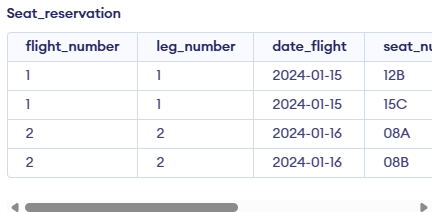 Seat_reservation
flight_number leg_number date_flight seat_nu
1 1 2024-01-15 12B
1 1 2024-01-15 15C
2 2 2024-01-16 08A
2 2 2024-01-16 08B